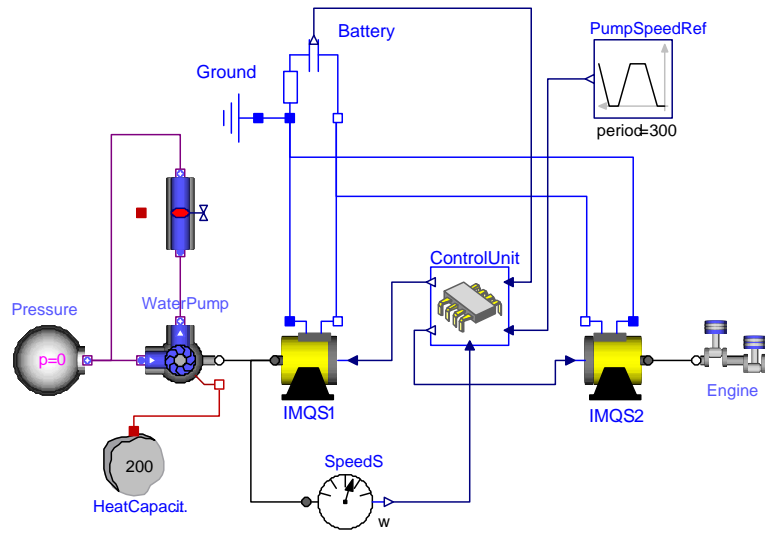 Battery
PumpSpeedRef
Ground
period=300
ControlUnit
Pressure
WaterPump
p=0
IMQS1
IMQS2
Engine
200
SpeedS
HeatCapacit.
w